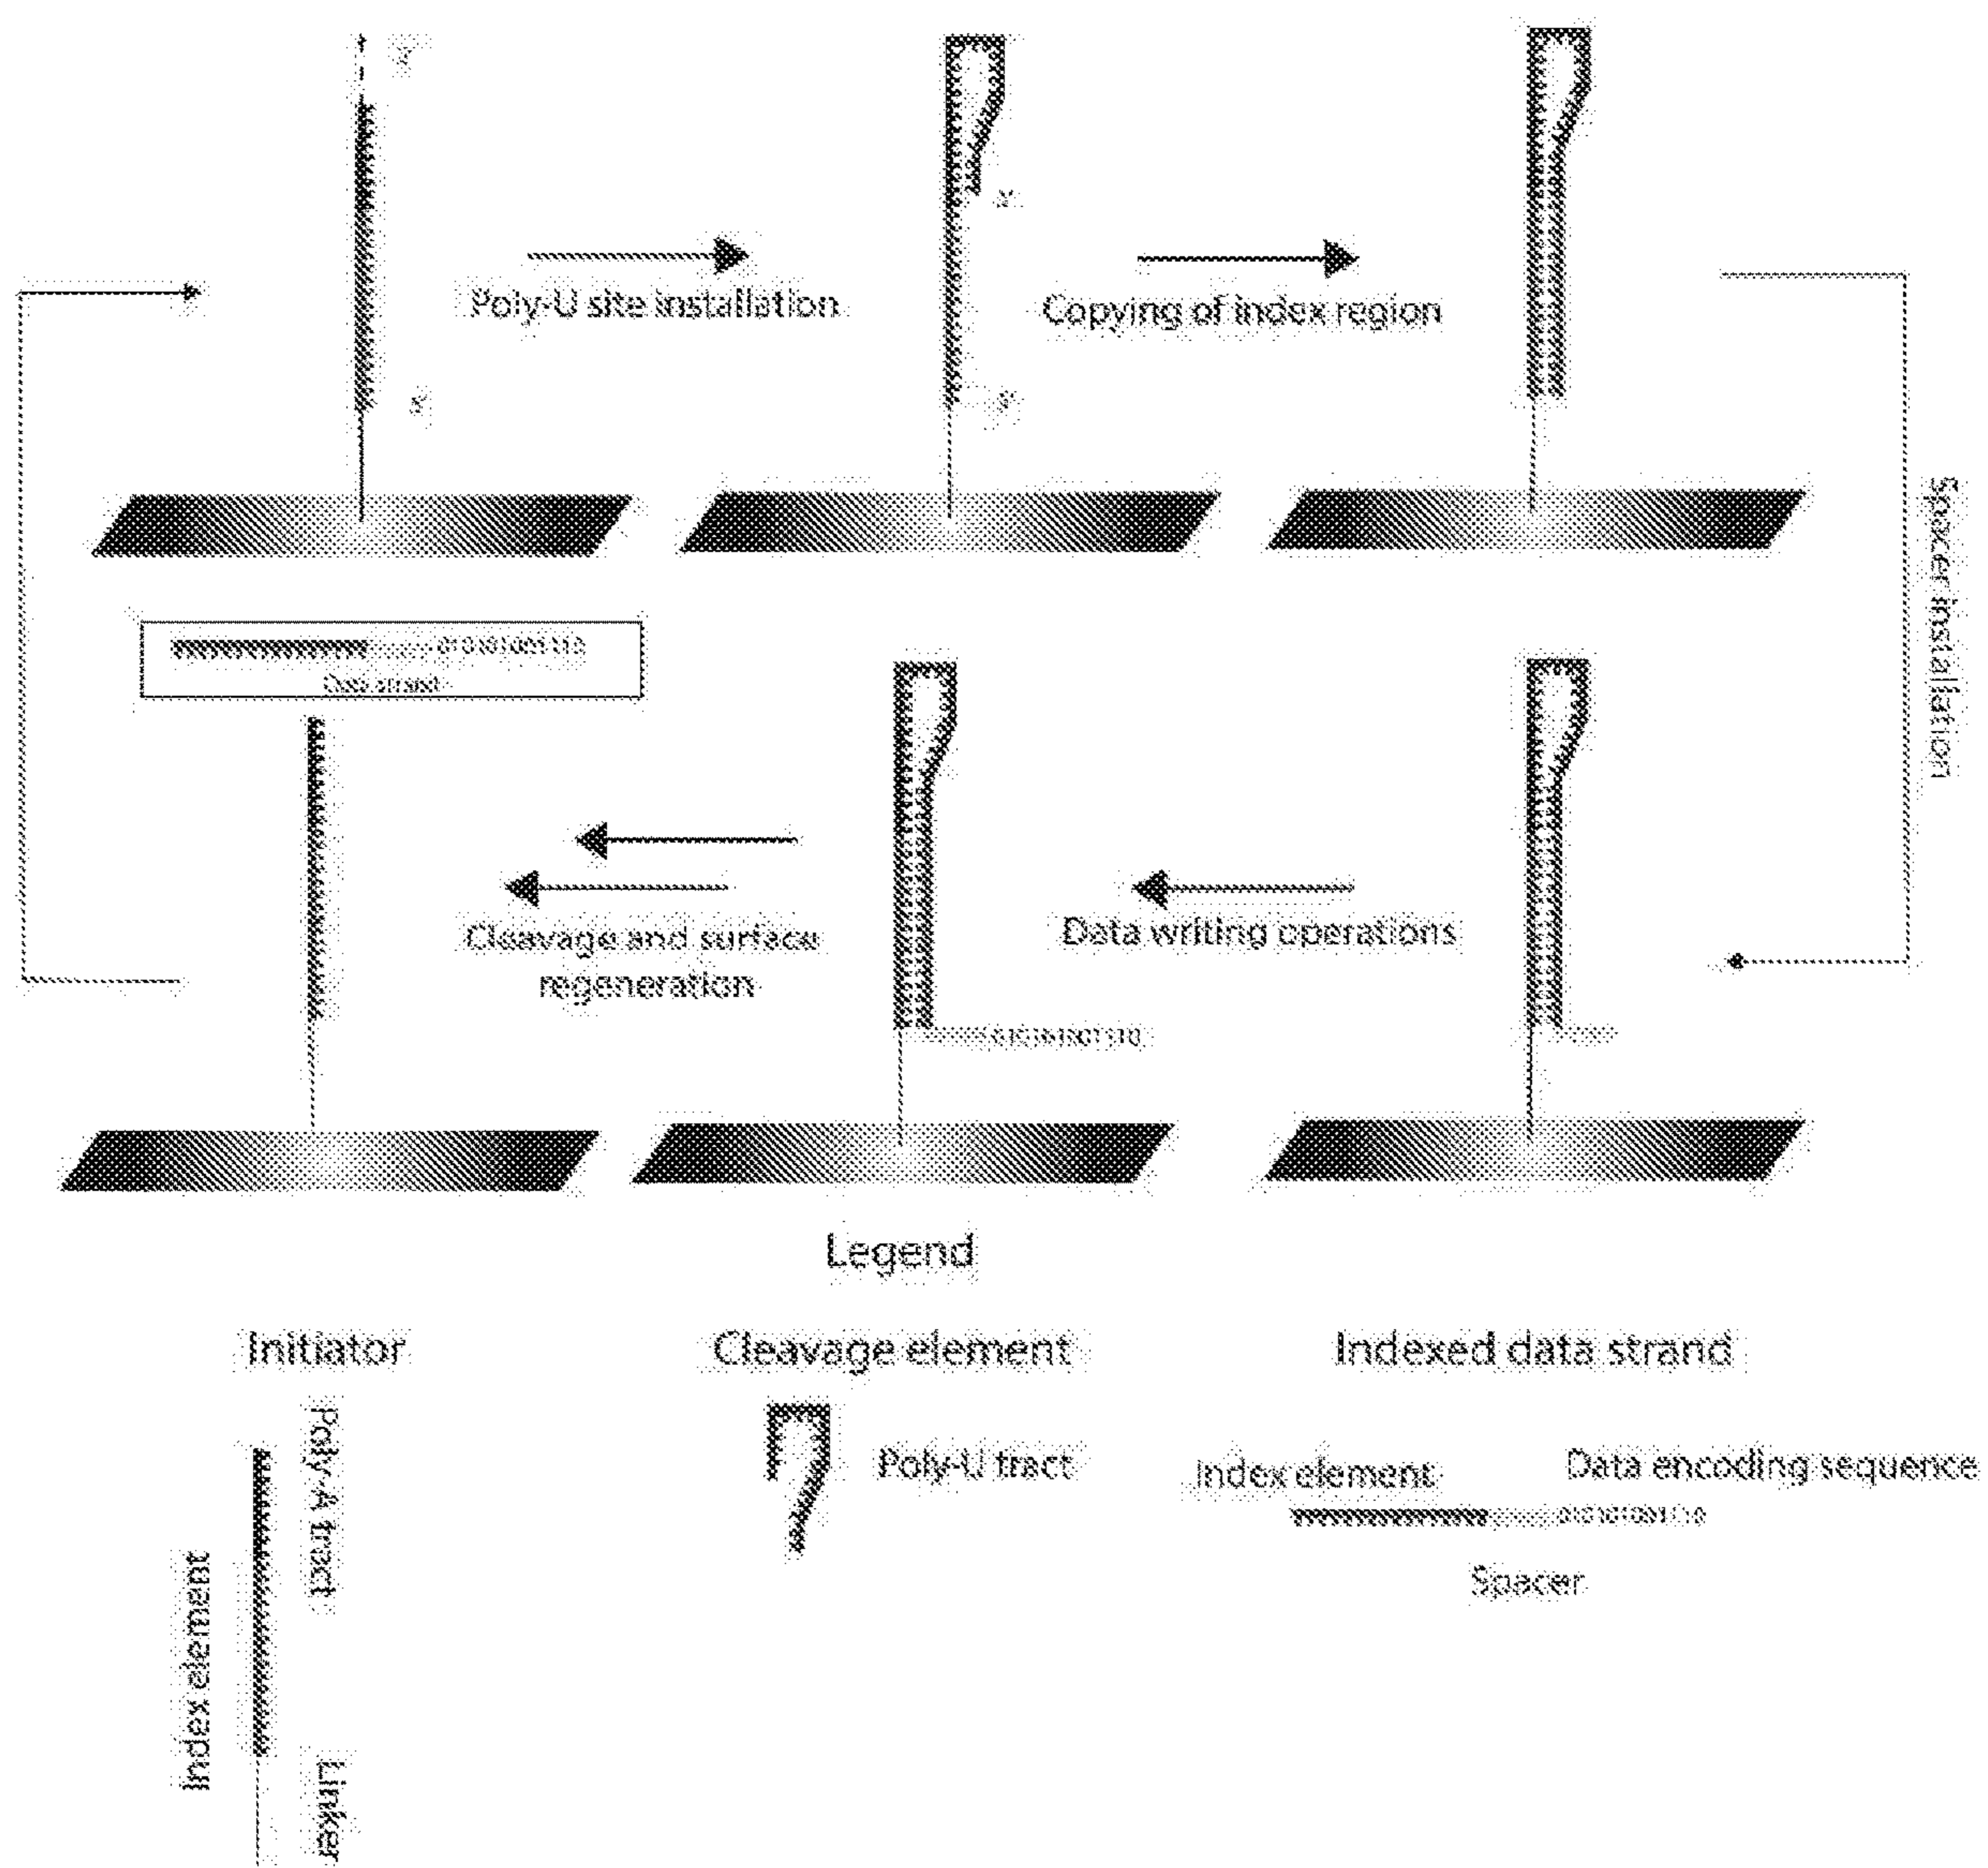 Poly-U site installation
Copying of index region
Spacer installation
Data strand
Cleavage and surface
regeneration
Data writing operations
Legend
Initiator
Cleavage element
Indexed data strand
Poly-A tract
Index element
Linker
Poly-U tract
Index element
Data encoding sequence
Spacer